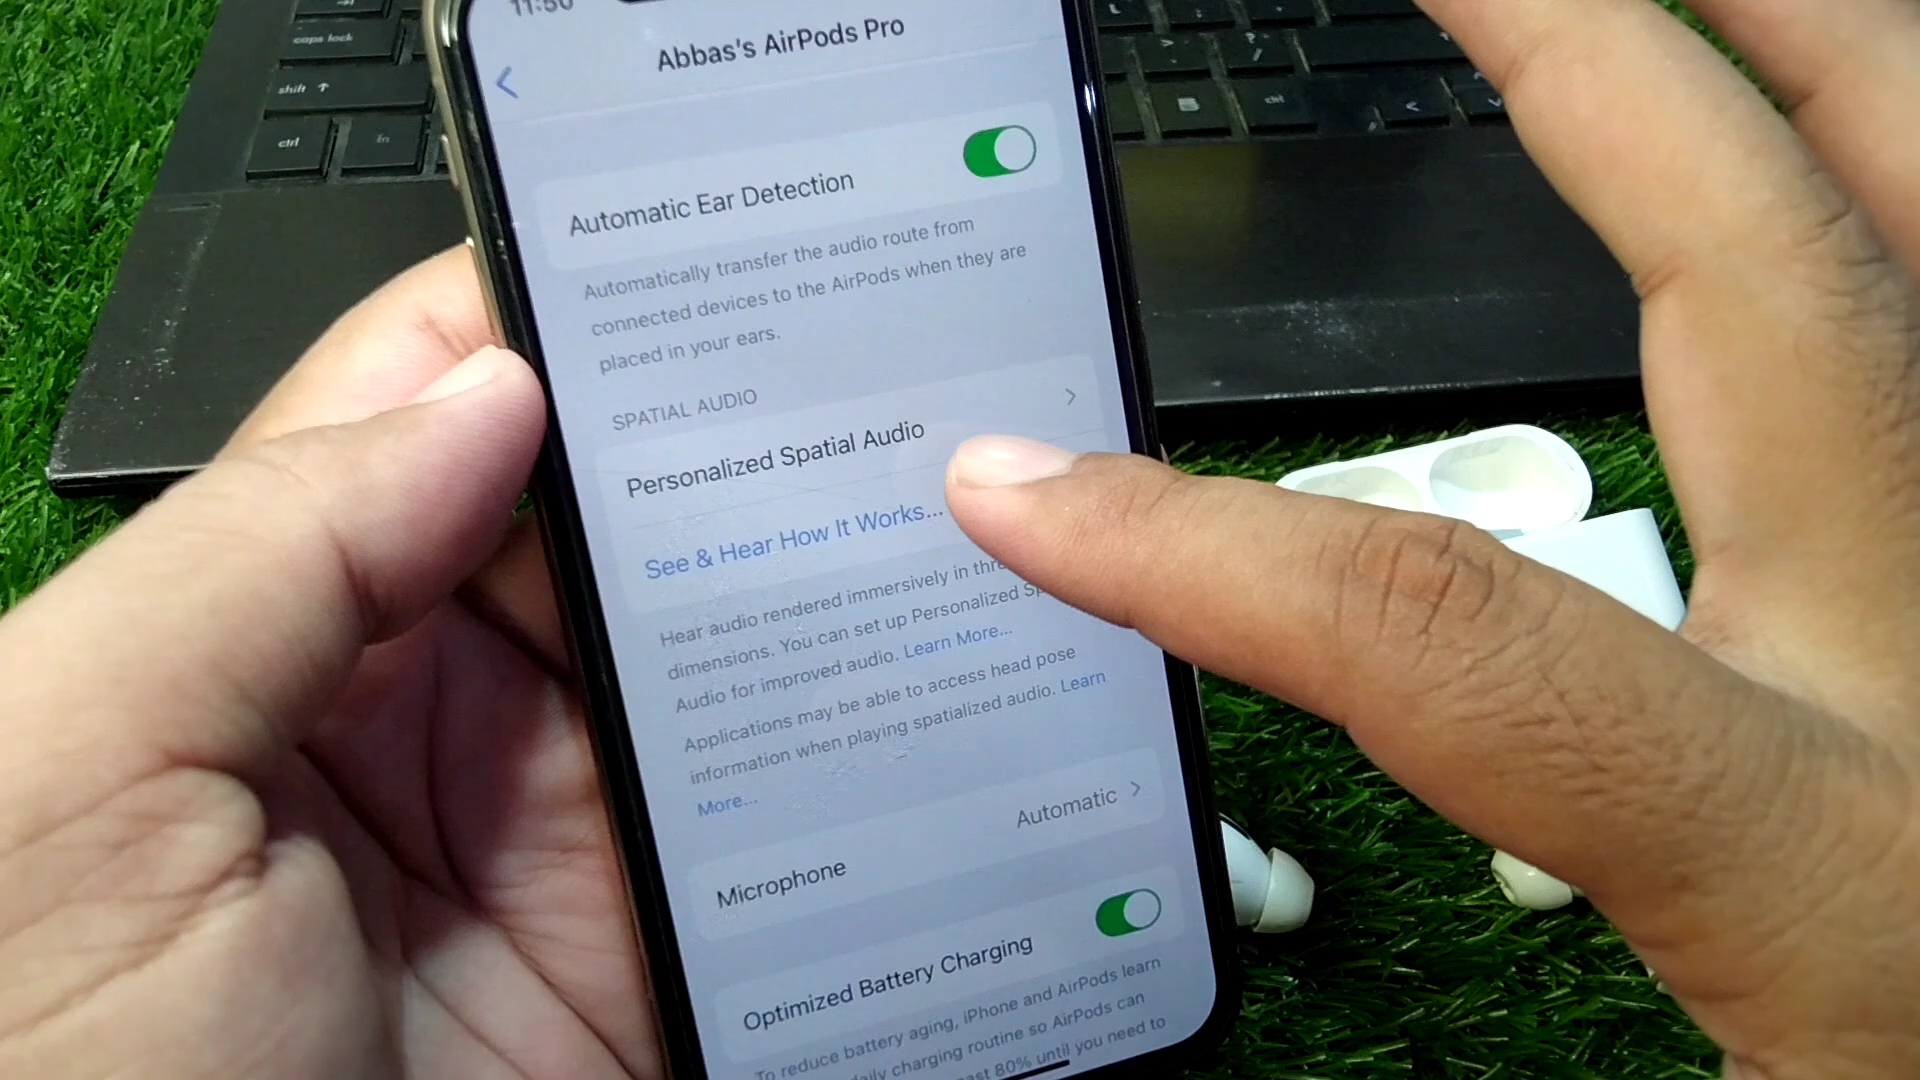 11:50
Abbas's AirPods Pro
Automatic Ear Detection
Automatically transfer the audio route from
connected devices to the AirPods when they are
placed in your ears.
SPATIAL AUDIO
Personalized Spatial Audio
See & Hear How It Works...
Hear audio rendered immersively in
dimensions. You can set up Personalized
Audio for improved audio. Learn More...
Applications may be able to access head pose
information when playing spatialized audio. Learn
More...
Microphone
Automatic
Optimized Battery Charging
To reduce battery aging, iPhone and AirPods learn
charging routine so AirPods can
80% until you need to
caps lock
shift
ctrl
fn
ctrl